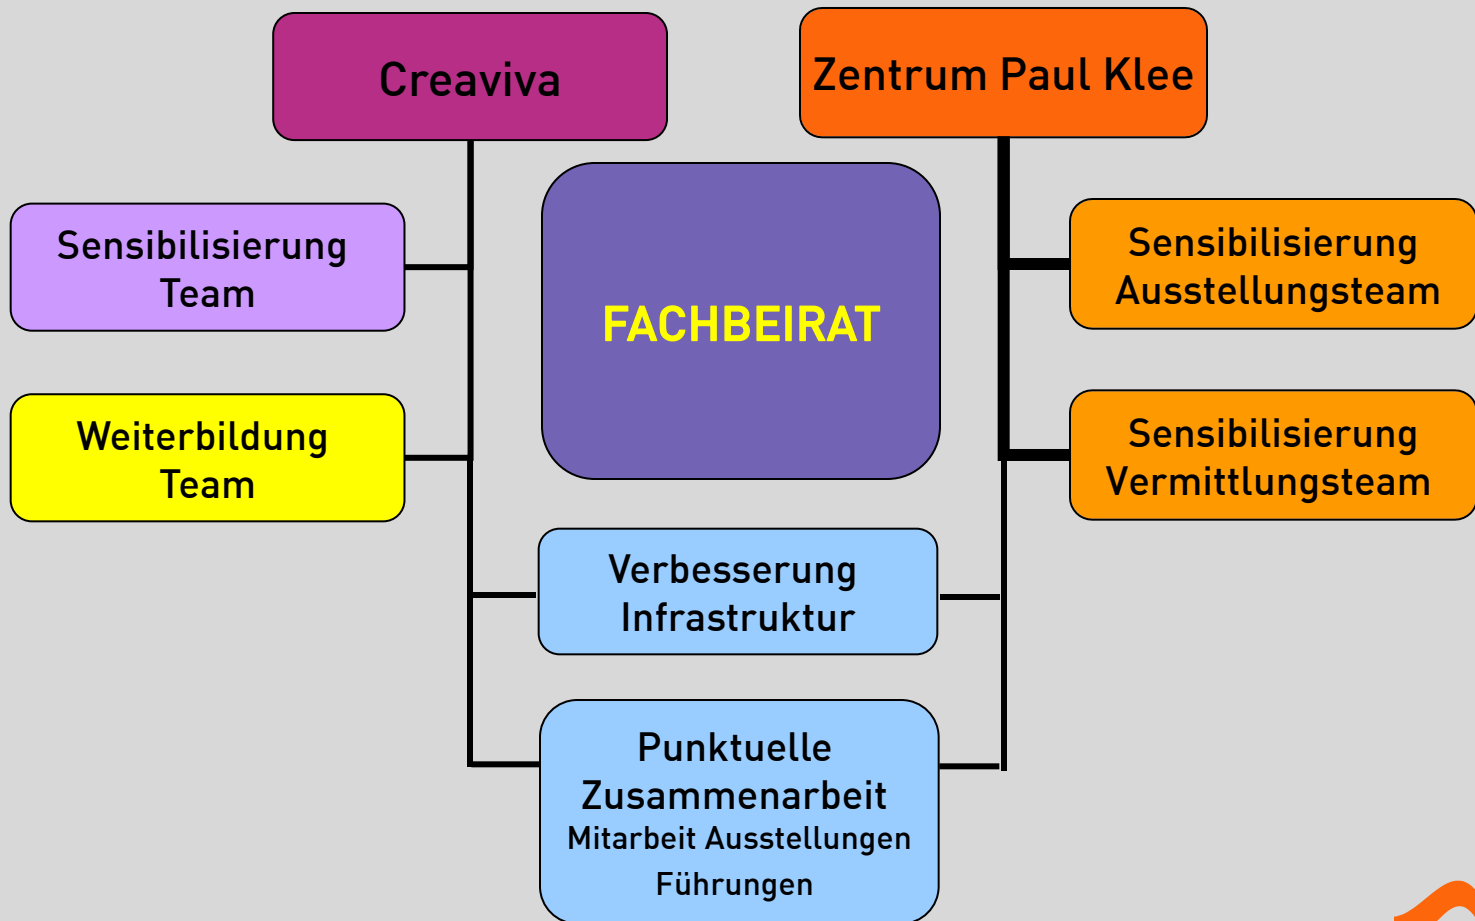 Creaviva
Zentrum Paul Klee
Sensibilisierung
Team
FACHBEIRAT
Sensibilisierung
Ausstellungsteam
Weiterbildung
Team
Sensibilisierung
Vermittlungsteam
Verbesserung
Infrastruktur
Punktuelle
Zusammenarbeit
Mitarbeit Ausstellungen
Führungen